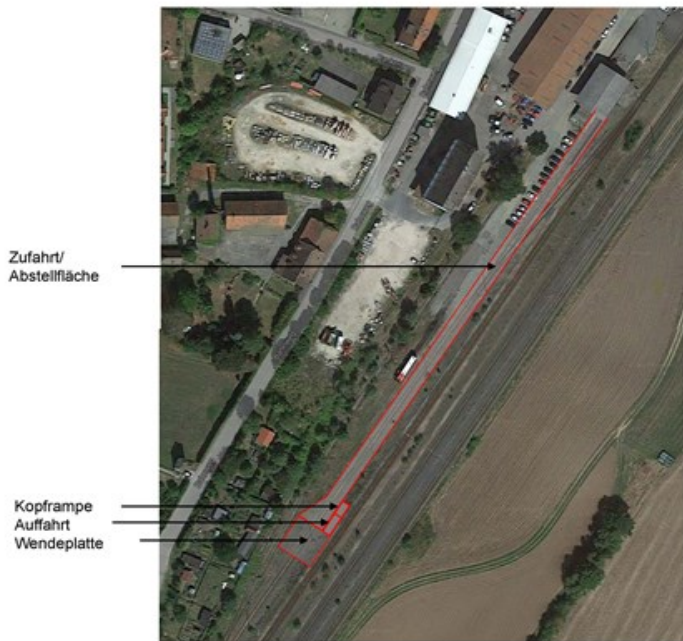 Zufahrt/
Abstellfläche
Kopframpe
Auffahrt
Wendeplatte